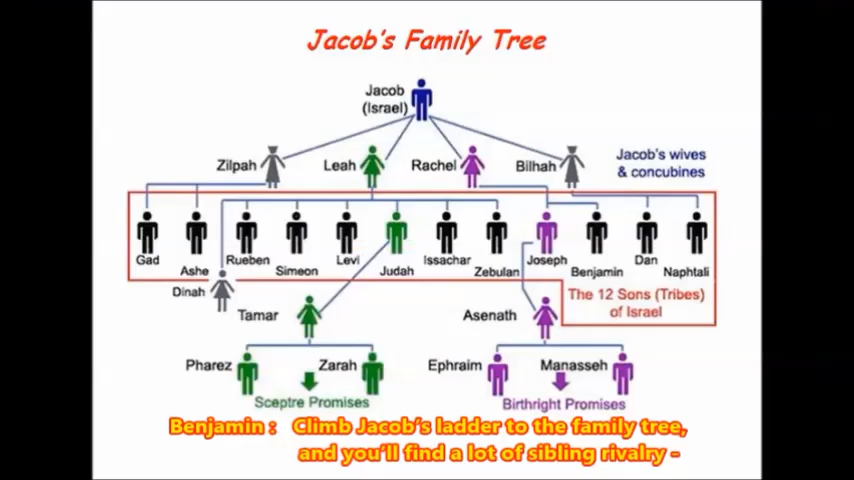 Jacob's Family Tree
Jacob
(Israel)
Zilpah
Leah
Rachel
Bilhah
Jacob's wives
& concubines
Gad
Ashe
Rueben
Simeon
Levi
Judah
Issachar
Zebulan
Joseph
Benjamin
Dan
Naphtali
Dinah
The 12 Sons (Tribes)
of Israel
Tamar
Asenath
Pharez
Zarah
Ephraim
Manasseh
Sceptre Promises
Birthright Promises
Benjamin : Climb Jacob's ladder to the family tree,
and you'll find a lot of sibling rivalry -